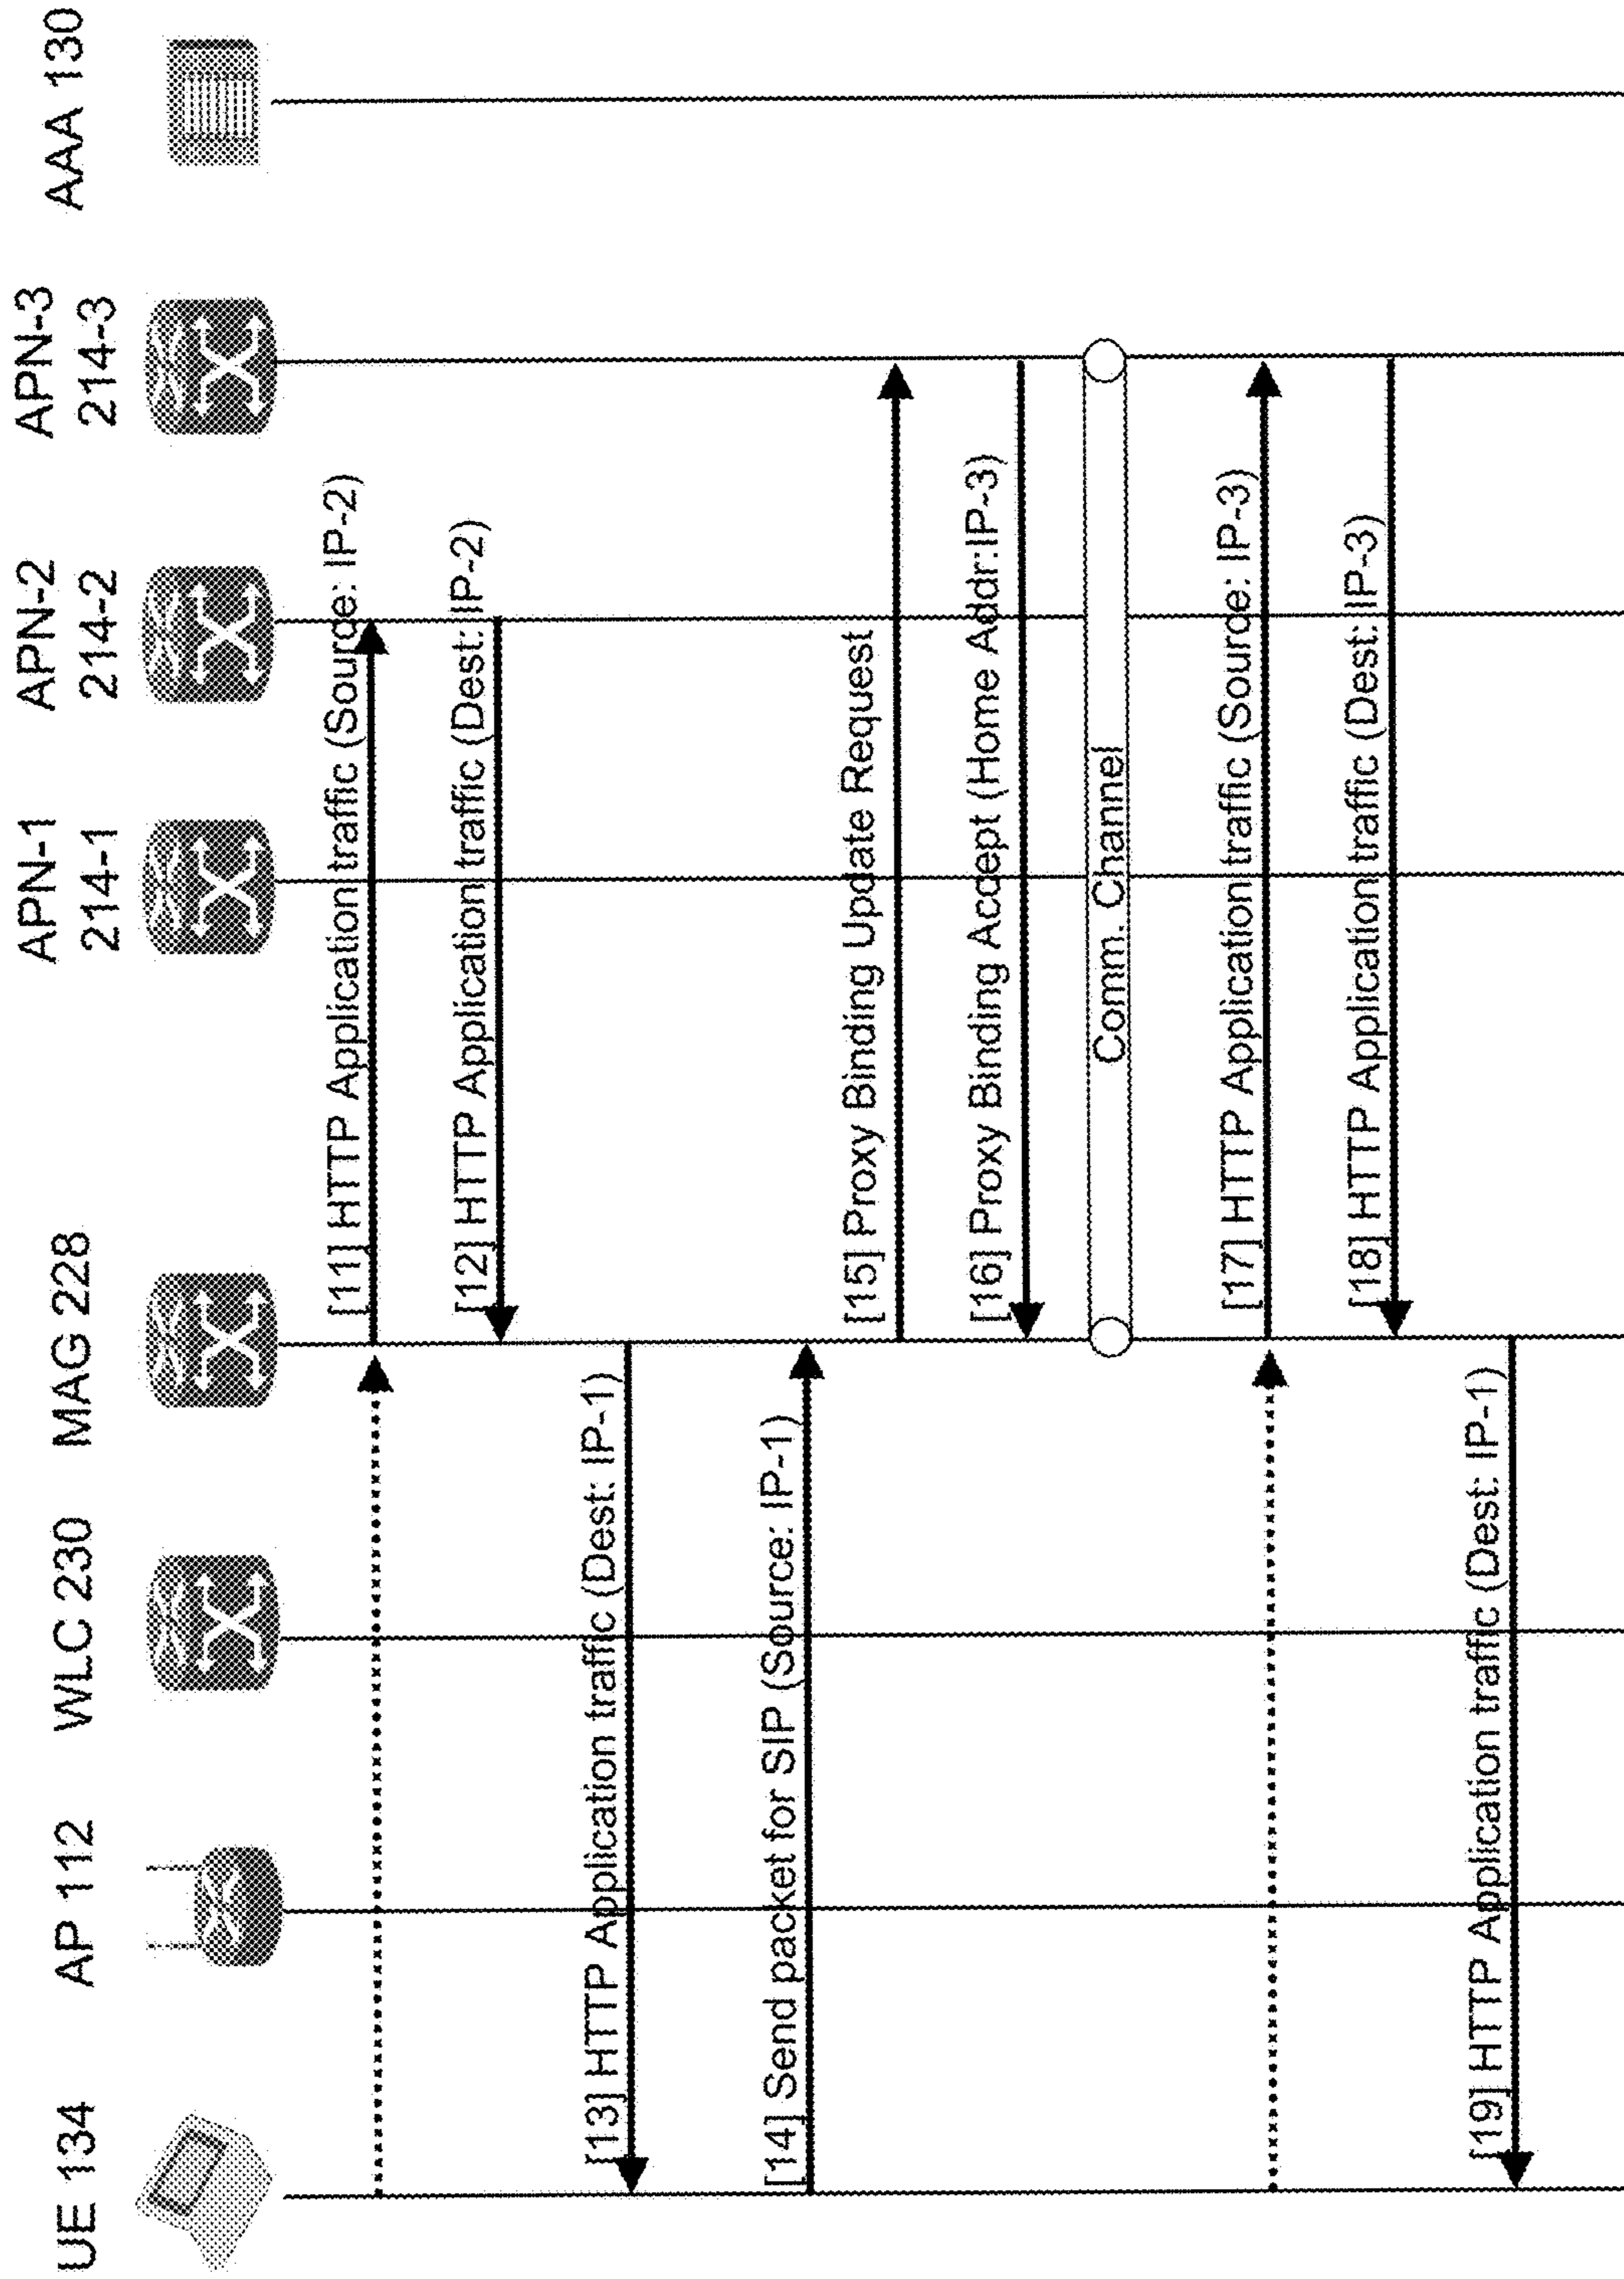 UE 134
AP 112
WLC 230
MAG 228
APN-1
214-1
APN-2
214-2
APN-3
214-3
AAA 130
[11] HTTP Application traffic (Source: IP-2)
[12] HTTP Application traffic (Dest: IP-2)
[13] HTTP Application traffic (Dest: IP-1)
[14] Send packet for SIP (Source: IP-1)
[15] Proxy Binding Update Request
[16] Proxy Binding Accept (Home Addr:IP-3)
Comm. Channel
[17] HTTP Application traffic (Source: IP-3)
[18] HTTP Application traffic (Dest: IP-3)
[19] HTTP Application traffic (Dest: IP-1)